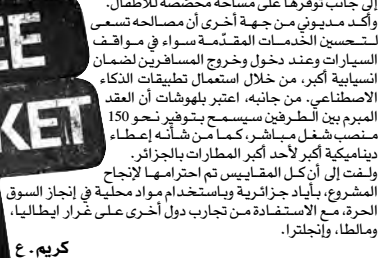 إلى جانب توفرها على مساحة مخصصة للأطفال.
وأكد مديوني من جهة أخرى أن مصالحه تسعى
لتحسين الخدمات المقدّمة سواء في مواقف
السيارات وعند دخول وخروج المسافرين لضمان
انسيابية أكبر، من خلال استعمال تطبيقات الذكاء
الاصطناعي. من جانبه، اعتبر بلهوشات أن العقد
المبرم بين الطرفين سيسمح بتوفير نحو 150
منصب شغل مباشر، كما من شأنه إعطاء
ديناميكية أكبر لأحد أكبر المطارات بالجزائر.
ولفت إلى أن كل المقاييس تم احترامها لإنجاح
المشروع، بأياد جزائرية وباستخدام مواد محلية في إنجاز السوق
الحرة، مع الاستفادة من تجارب دول أخرى على غرار ايطاليا،
ومالطا، وإنجلترا.
كريم. ع
EE
KET